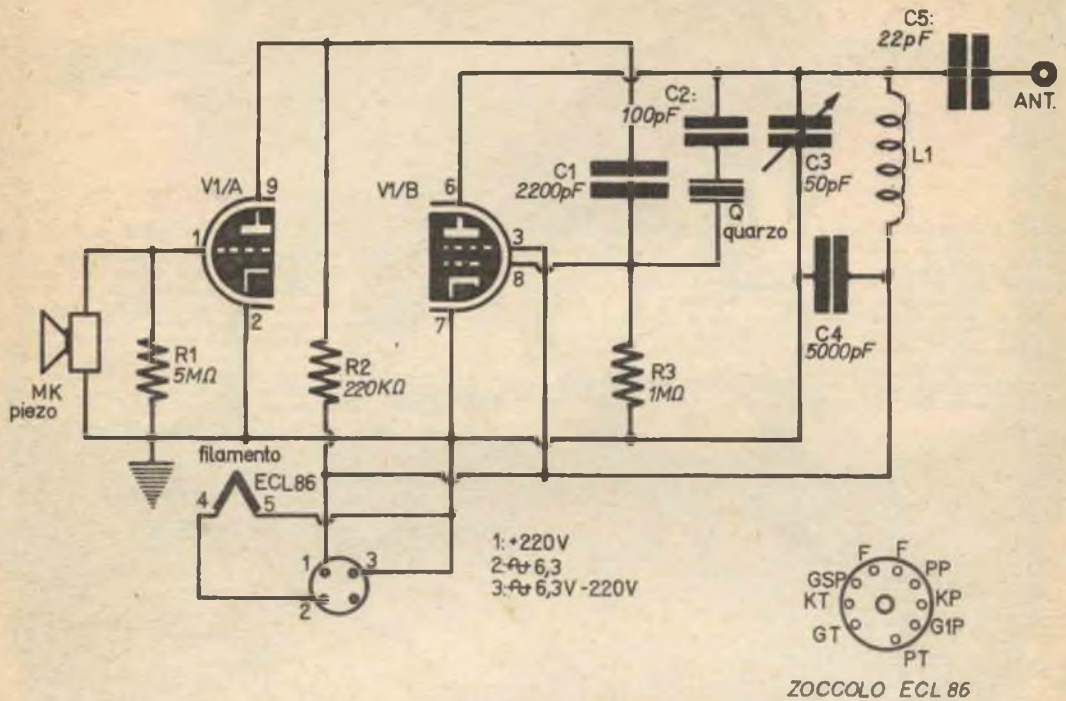 C5:
22pF
ANT.
C2:
100pF
C3
50pF
L1
C1
2200pF
Q
quarzo
V1/A
9
1
2
V1/B
6
3
8
7
C4
5000pF
MK
piezo
R1
5MΩ
R2
220KΩ
R3
1MΩ
filamento
ECL86
4
5
1
3
2
1:+220V
2:∿ 6,3
3:∿ 6,3V -220V
F
F
GSP
PP
KT
KP
GT
G1P
PT
ZOCCOLO ECL86